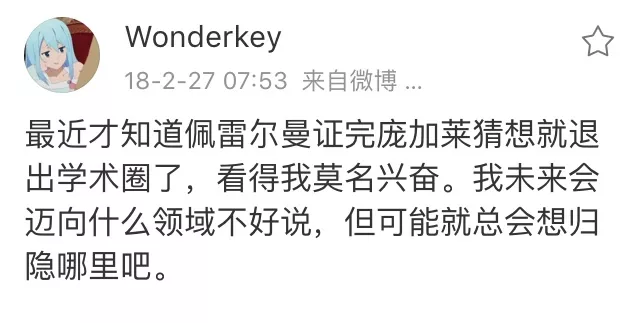 Wonderkey
18-2-27 07:53 来自微博 ...
最近才知道佩雷尔曼证完庞加莱猜想就退
出学术圈了，看得我莫名兴奋。我未来会
迈向什么领域不好说，但可能就总会想归
隐哪里吧。